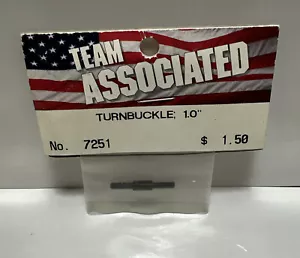 TEAM
ASSOCIATED
TURNBUCKLE; 1.0"
No. 7251 $ 1.50